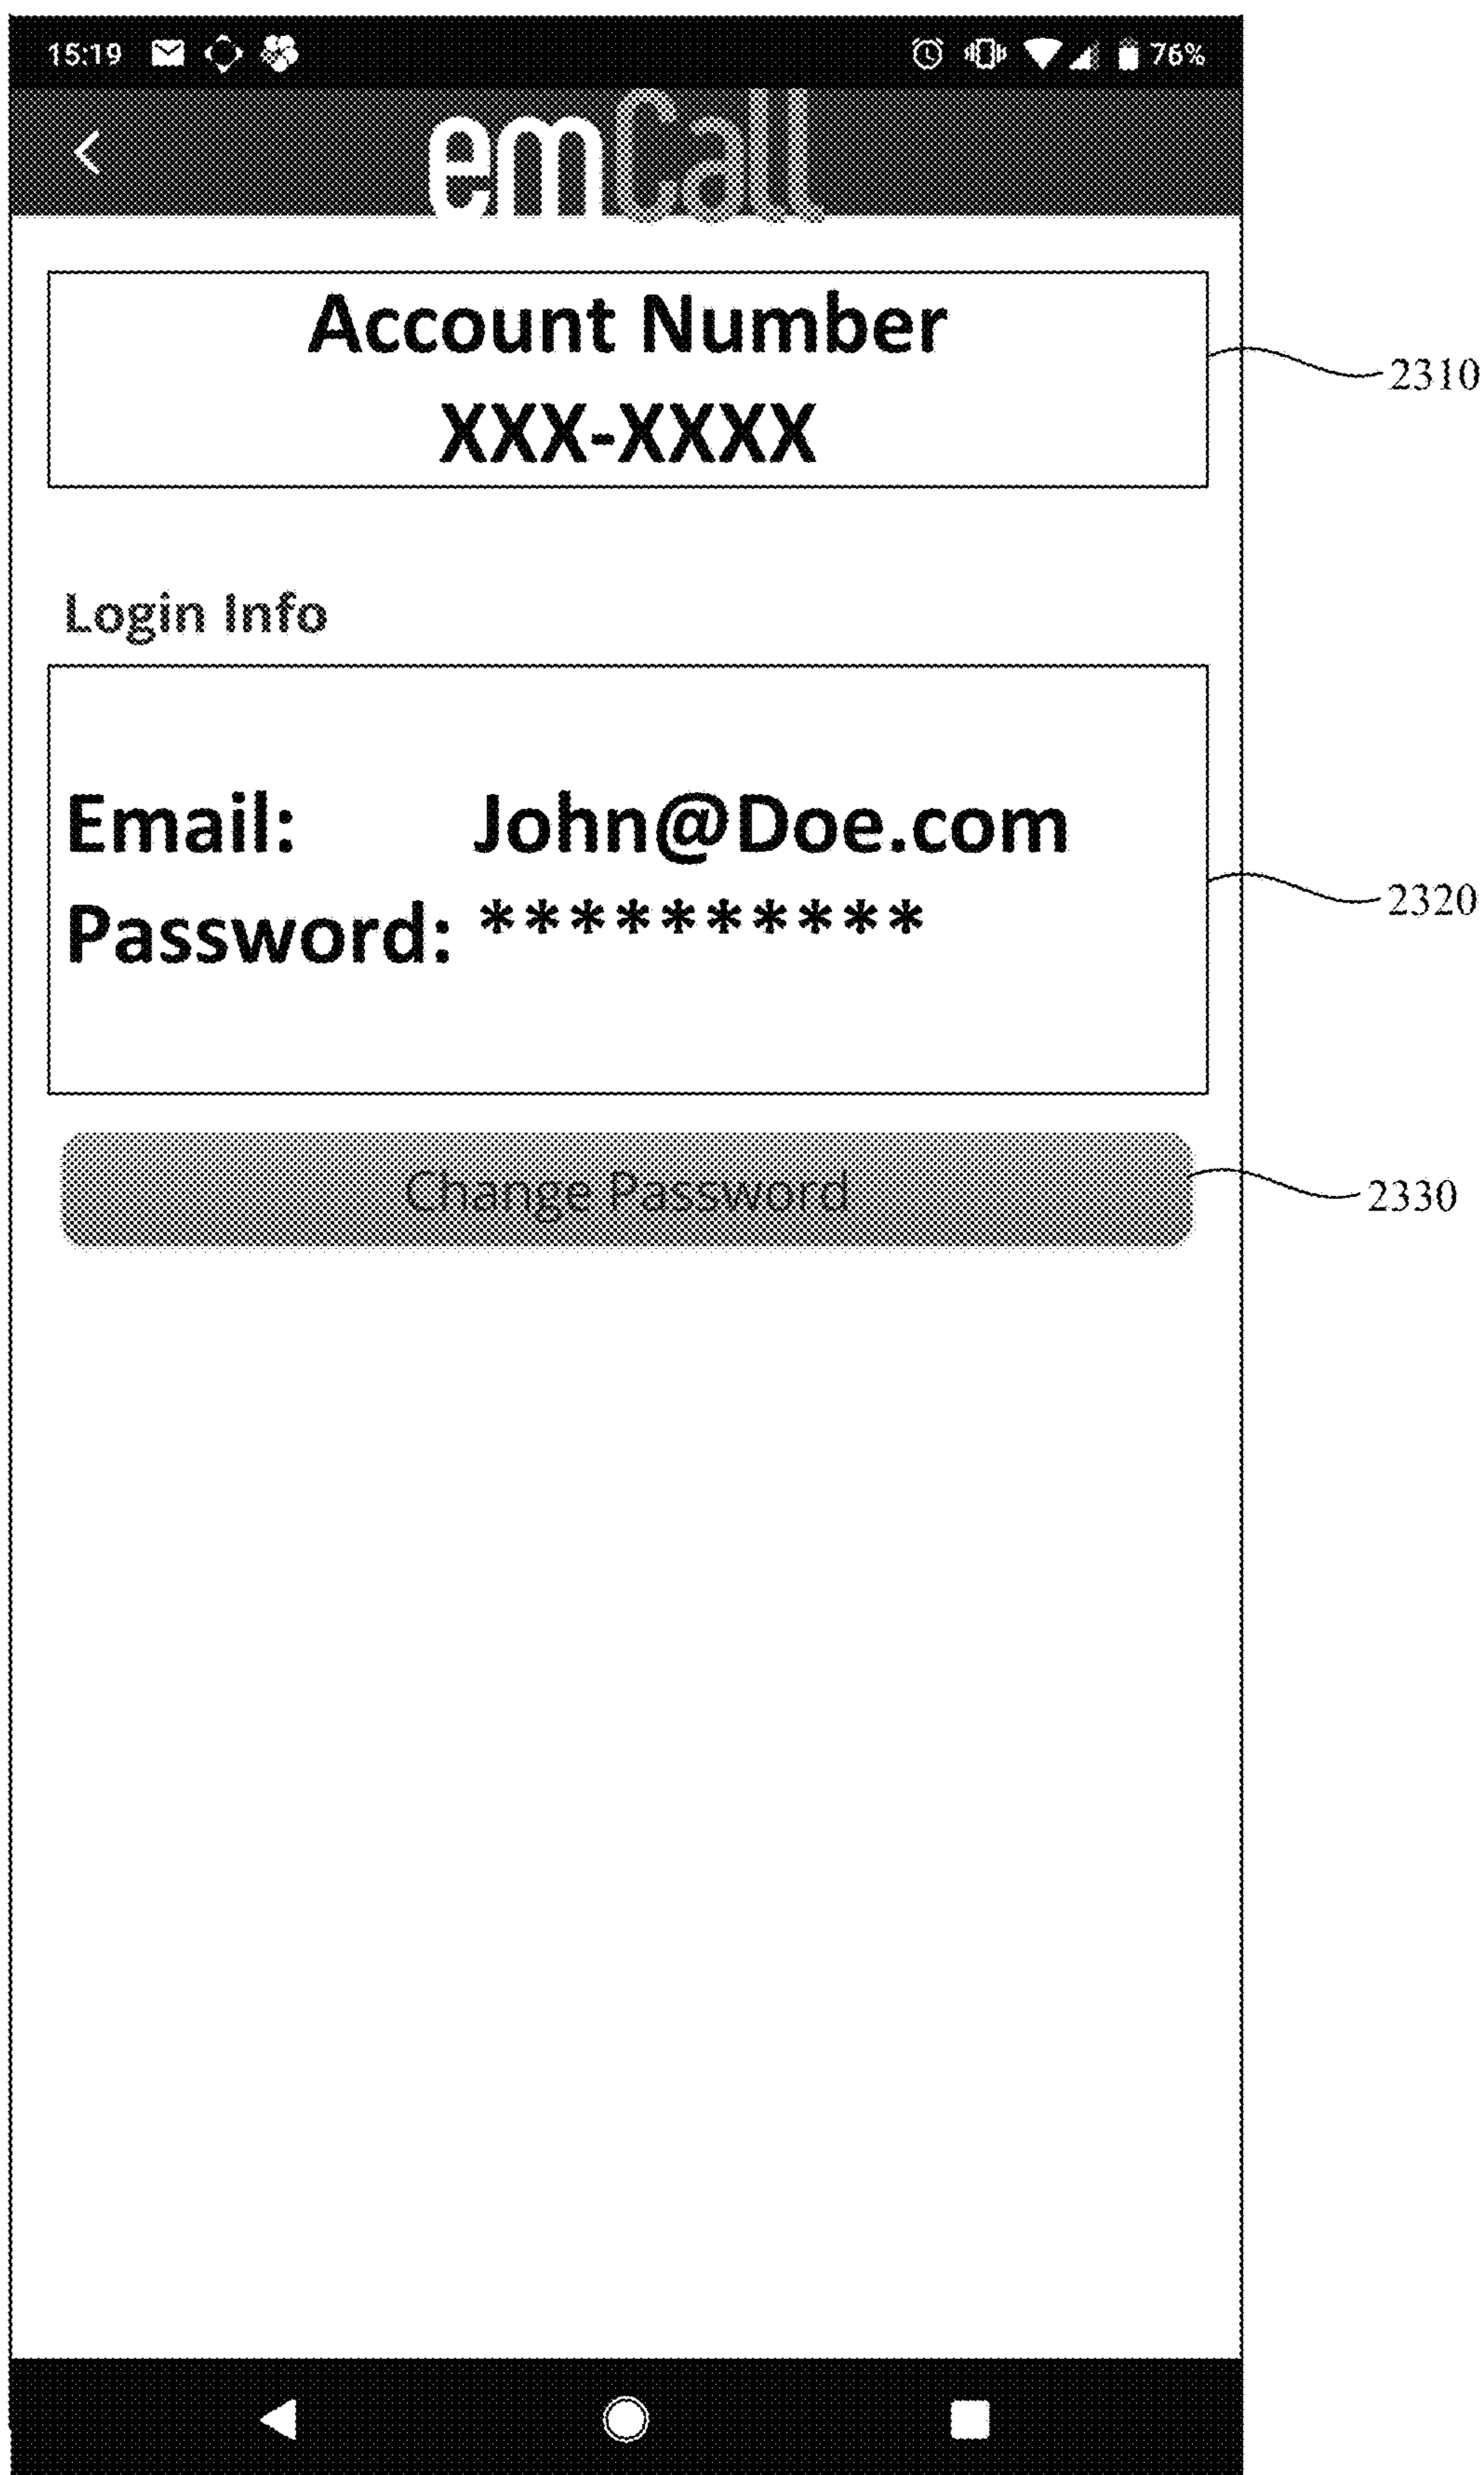 15:19 76%
emCall
Account Number
XXX-XXXX
2310
Login Info
Email: John@Doe.com
Password: **********
2320
Change Password
2330